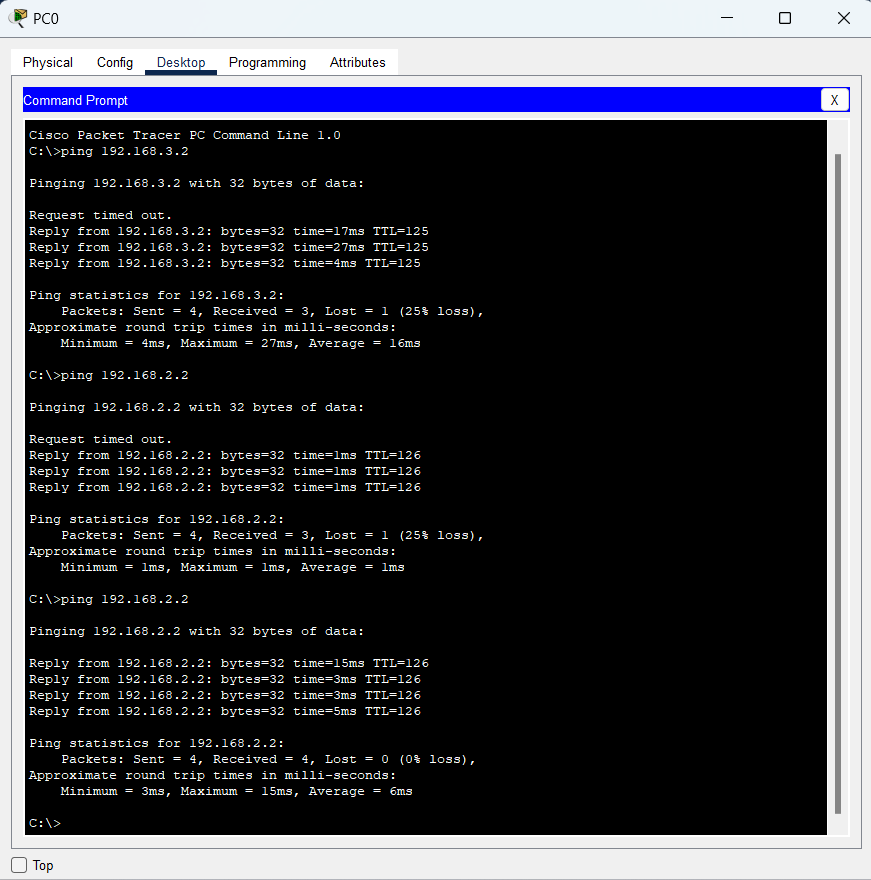 PC0
Physical Config Desktop Programming Attributes
Command Prompt X
Cisco Packet Tracer PC Command Line 1.0
C:\>ping 192.168.3.2
Pinging 192.168.3.2 with 32 bytes of data:
Request timed out.
Reply from 192.168.3.2: bytes=32 time=17ms TTL=125
Reply from 192.168.3.2: bytes=32 time=27ms TTL=125
Reply from 192.168.3.2: bytes=32 time=4ms TTL=125
Ping statistics for 192.168.3.2:
Packets: Sent = 4, Received = 3, Lost = 1 (25% loss),
Approximate round trip times in milli-seconds:
Minimum = 4ms, Maximum = 27ms, Average = 16ms
C:\>ping 192.168.2.2
Pinging 192.168.2.2 with 32 bytes of data:
Request timed out.
Reply from 192.168.2.2: bytes=32 time=1ms TTL=126
Reply from 192.168.2.2: bytes=32 time=1ms TTL=126
Reply from 192.168.2.2: bytes=32 time=1ms TTL=126
Ping statistics for 192.168.2.2:
Packets: Sent = 4, Received = 3, Lost = 1 (25% loss),
Approximate round trip times in milli-seconds:
Minimum = 1ms, Maximum = 1ms, Average = 1ms
C:\>ping 192.168.2.2
Pinging 192.168.2.2 with 32 bytes of data:
Reply from 192.168.2.2: bytes=32 time=15ms TTL=126
Reply from 192.168.2.2: bytes=32 time=3ms TTL=126
Reply from 192.168.2.2: bytes=32 time=3ms TTL=126
Reply from 192.168.2.2: bytes=32 time=5ms TTL=126
Ping statistics for 192.168.2.2:
Packets: Sent = 4, Received = 4, Lost = 0 (0% loss),
Approximate round trip times in milli-seconds:
Minimum = 3ms, Maximum = 15ms, Average = 6ms
C:\>
Top